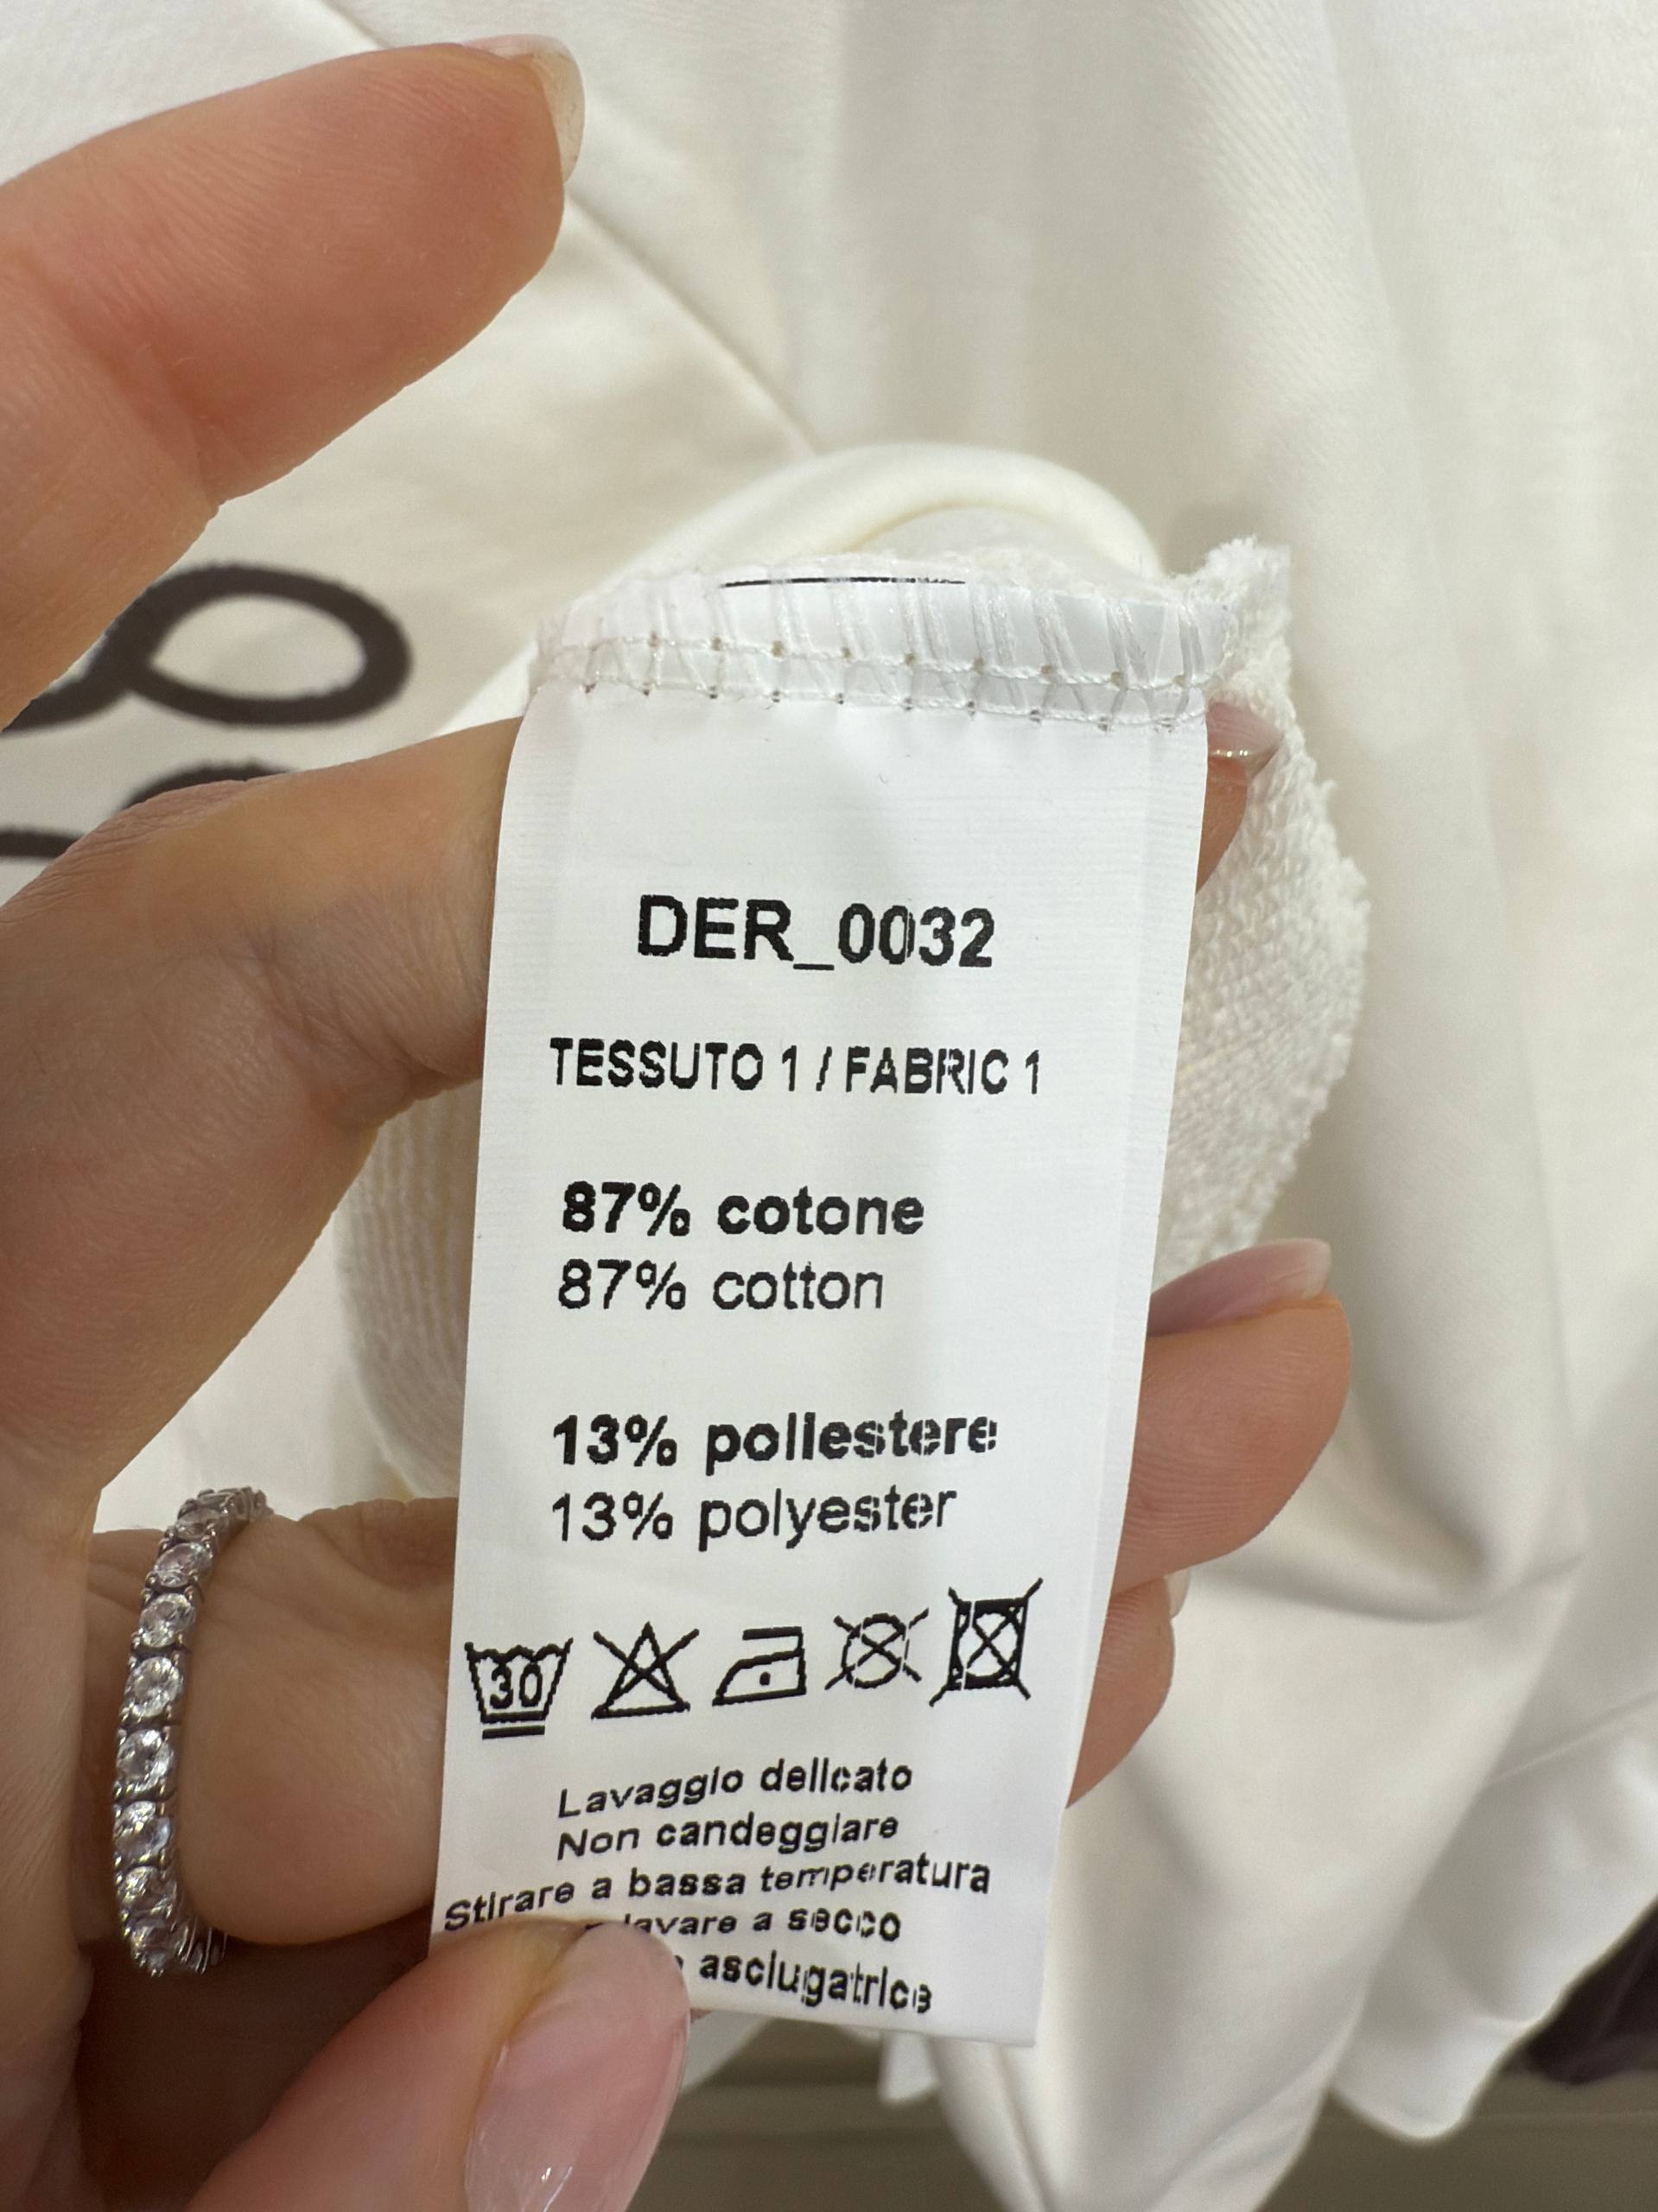 DER_0032
TESSUTO 1 / FABRIC 1
87% cotone
87% cotton
13% poliestere
13% polyester
30
Lavaggio delicato
Non candeggiare
Stirare a bassa temperatura
lavare a secco
asciugatrice